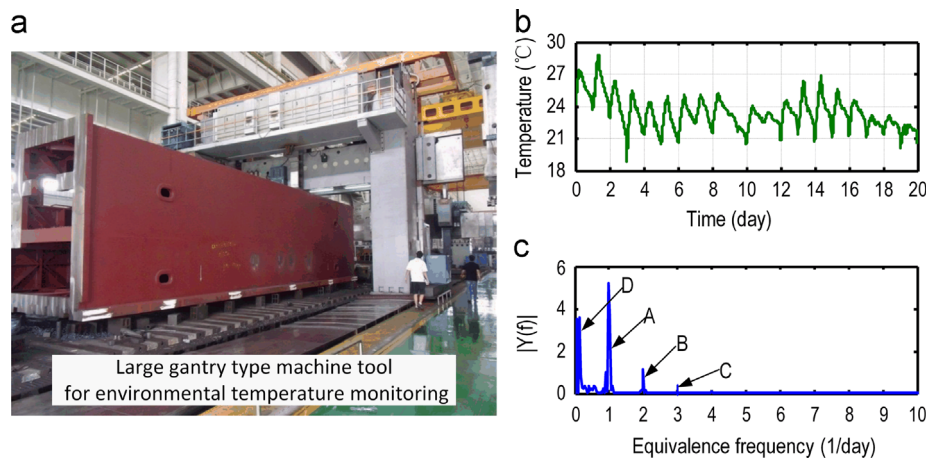 a
Large gantry type machine tool
for environmental temperature monitoring
b
Temperature (℃)
30
27
24
21
18
0 2 4 6 8 10 12 14 16 18 20
Time (day)
c
|Y(f)|
6
4
2
0
D
A
B
C
0 1 2 3 4 5 6 7 8 9 10
Equivalence frequency (1/day)